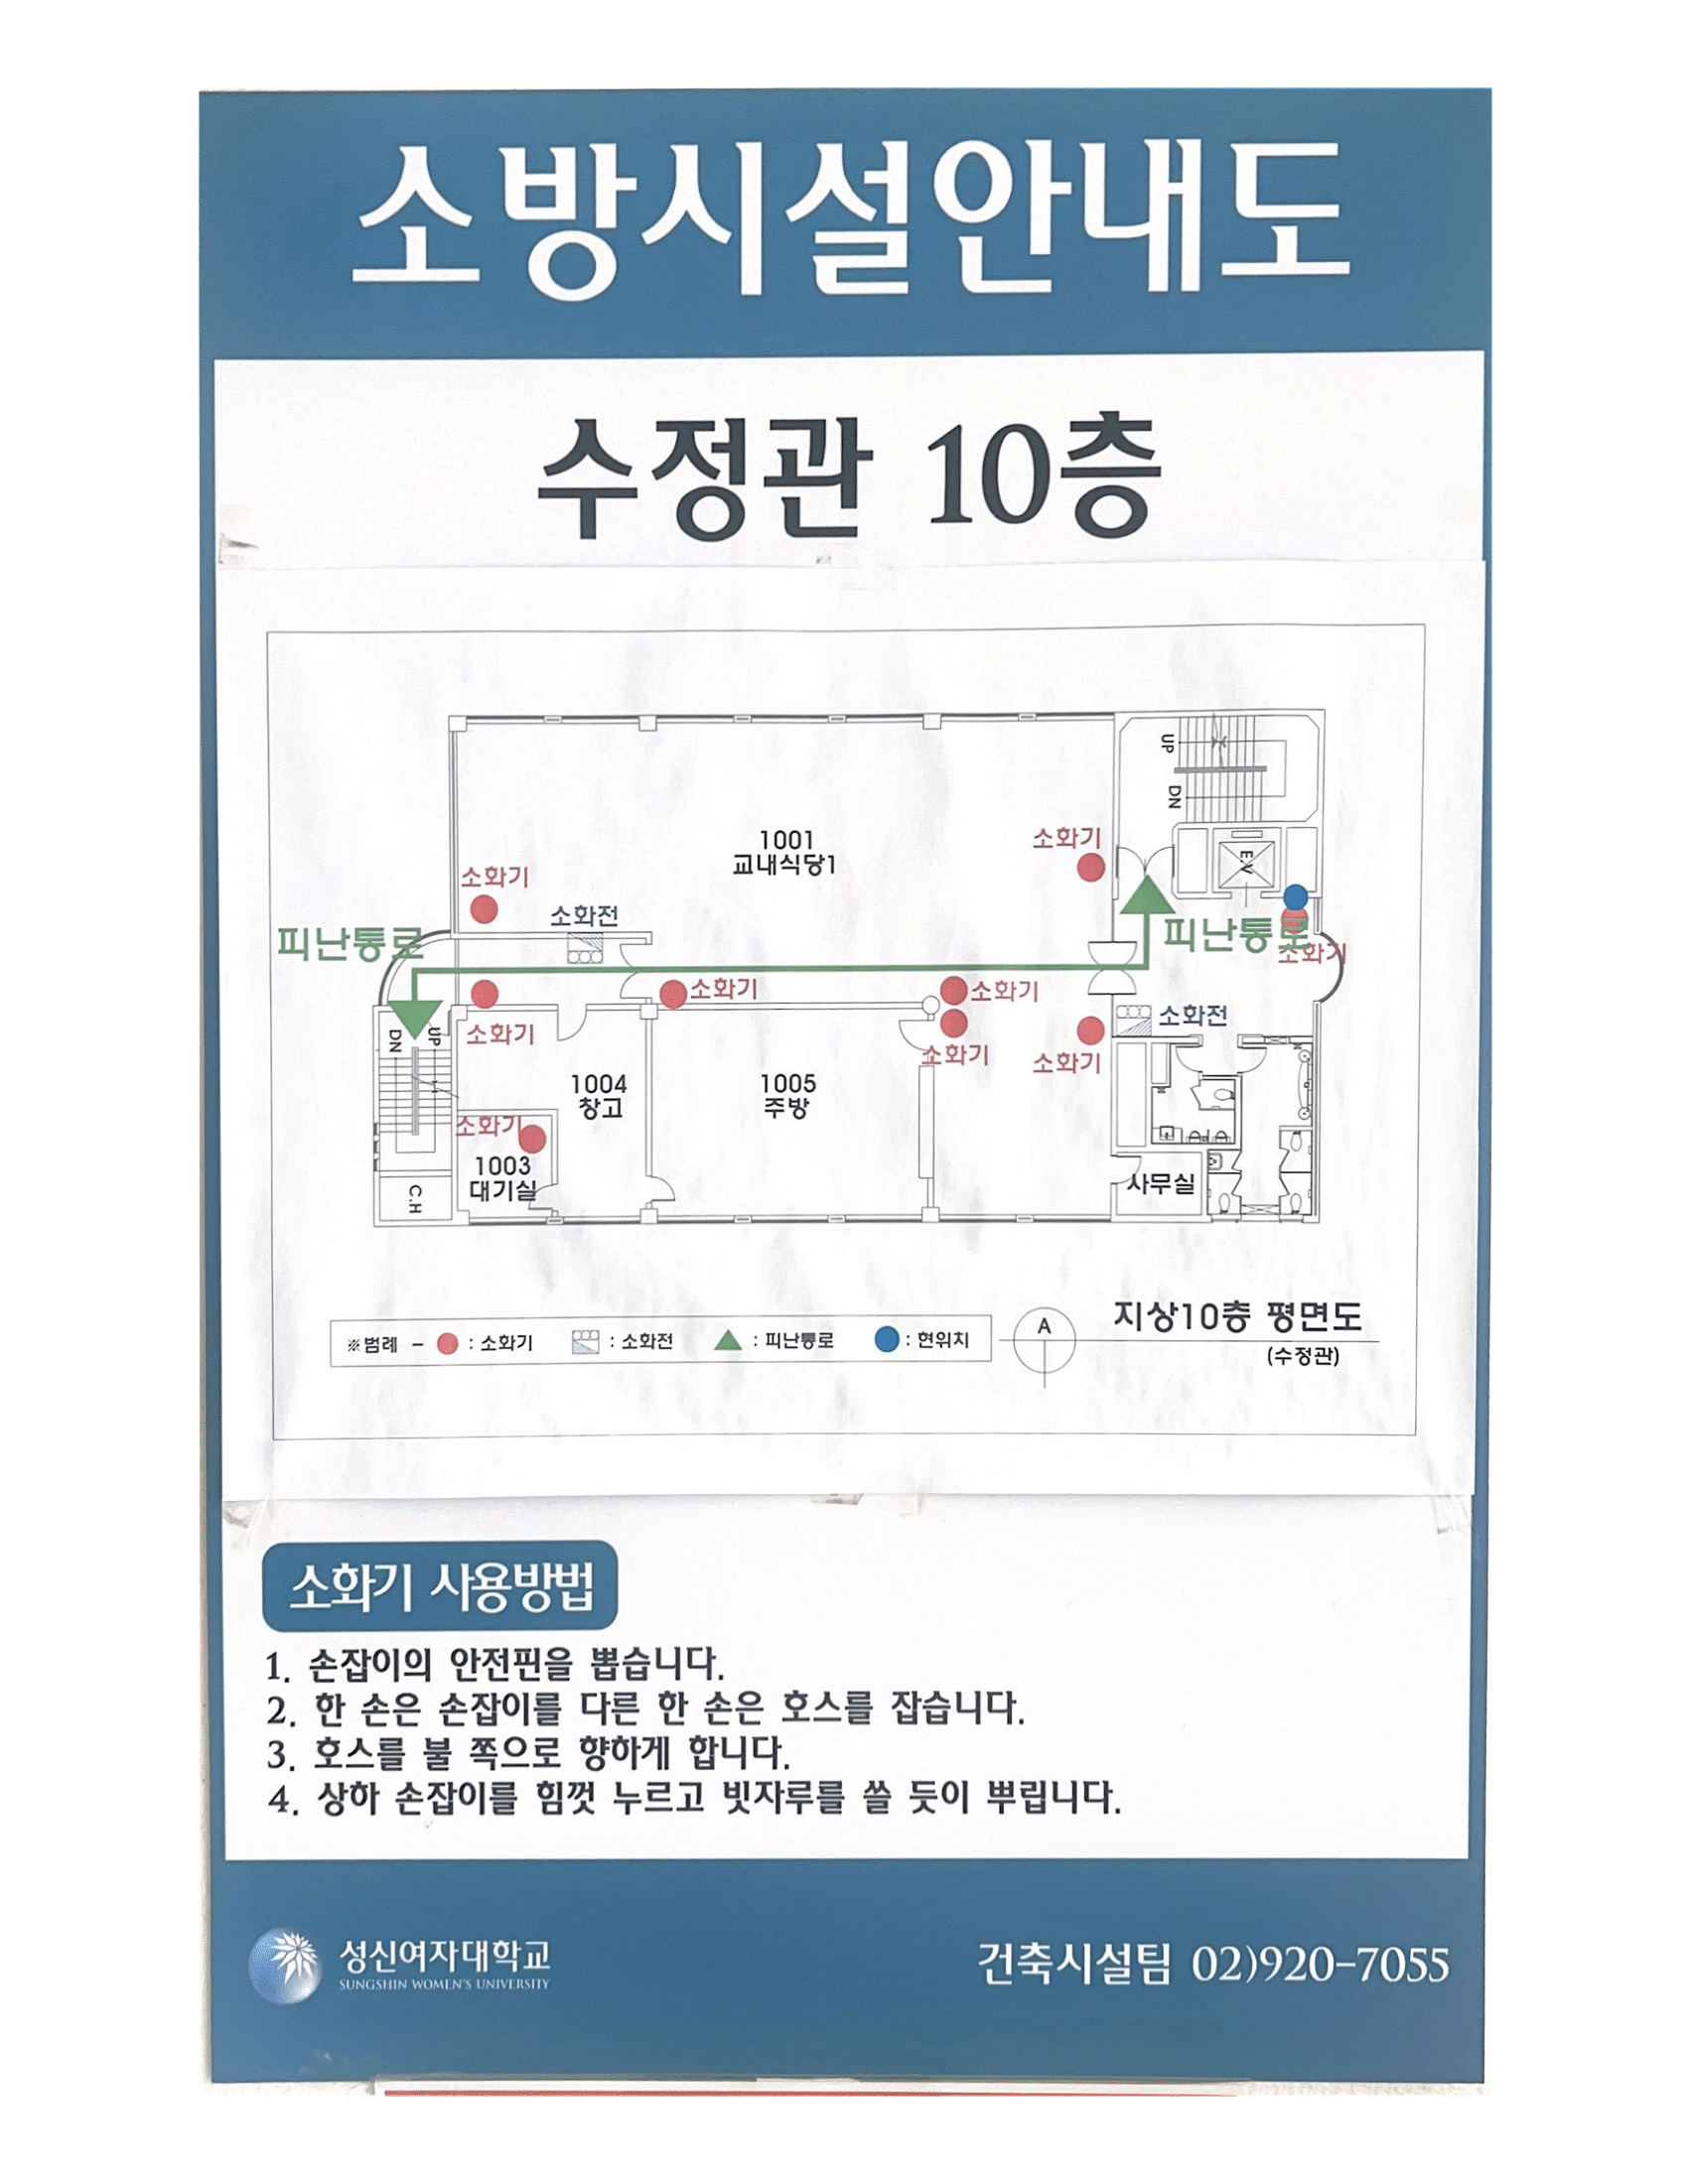 소방시설안내도
수정관 10층
UP
DN
1001
교내식당1
소화기
E.V
소화기
소화전
피난통로
피난통로
소화기
소화기
소화기
소화기
소화전
소화기
소화기
DN
UP
1004
창고
1005
주방
소화기
1003
대기실
사무실
C.H
※범례 - : 소화기 : 소화전 : 피난통로 : 현위치
A
지상10층 평면도
(수정관)
소화기 사용방법
1. 손잡이의 안전핀을 뽑습니다.
2. 한 손은 손잡이를 다른 한 손은 호스를 잡습니다.
3. 호스를 불 쪽으로 향하게 합니다.
4. 상하 손잡이를 힘껏 누르고 빗자루를 쓸 듯이 뿌립니다.
성신여자대학교
SUNGSHIN WOMEN'S UNIVERSITY
건축시설팀 02)920-7055